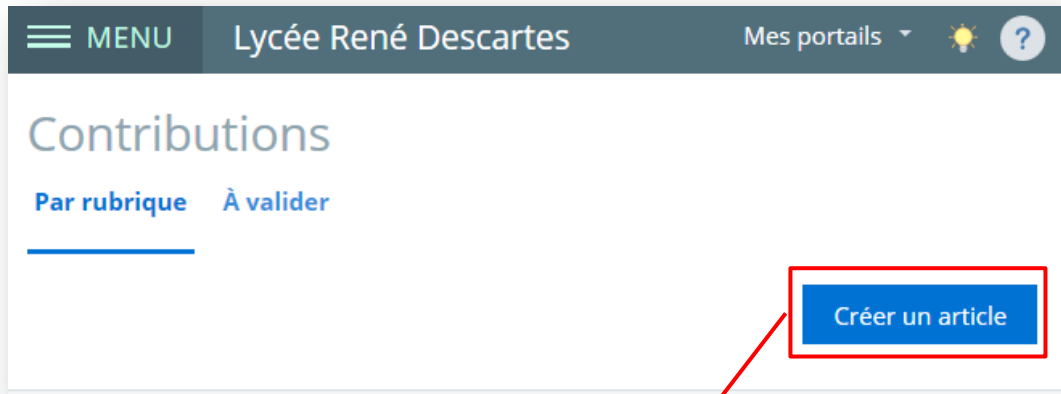 MENU Lycée René Descartes Mes portails ?
Contributions
Par rubrique À valider
Créer un article